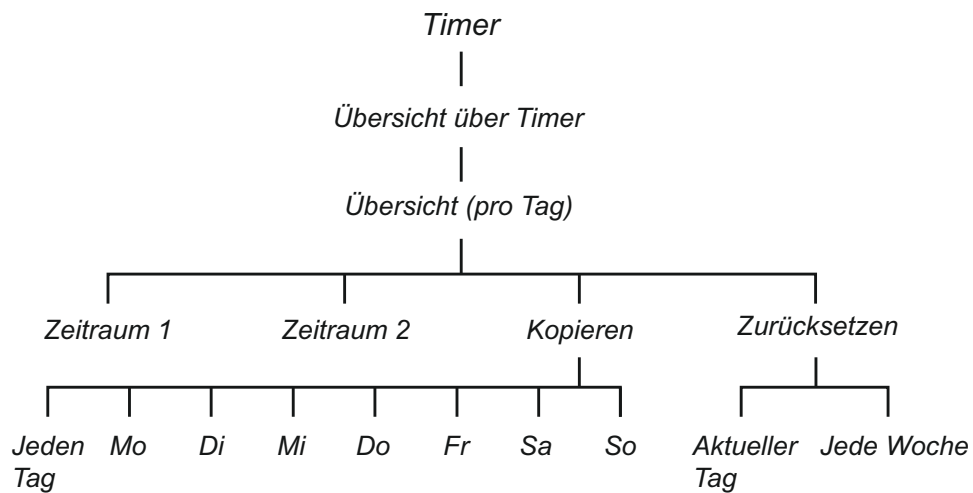 Timer
Übersicht über Timer
Übersicht (pro Tag)
Zeitraum 1
Zeitraum 2
Kopieren
Zurücksetzen
Jeden
Tag
Mo
Di
Mi
Do
Fr
Sa
So
Aktueller
Tag
Jede Woche